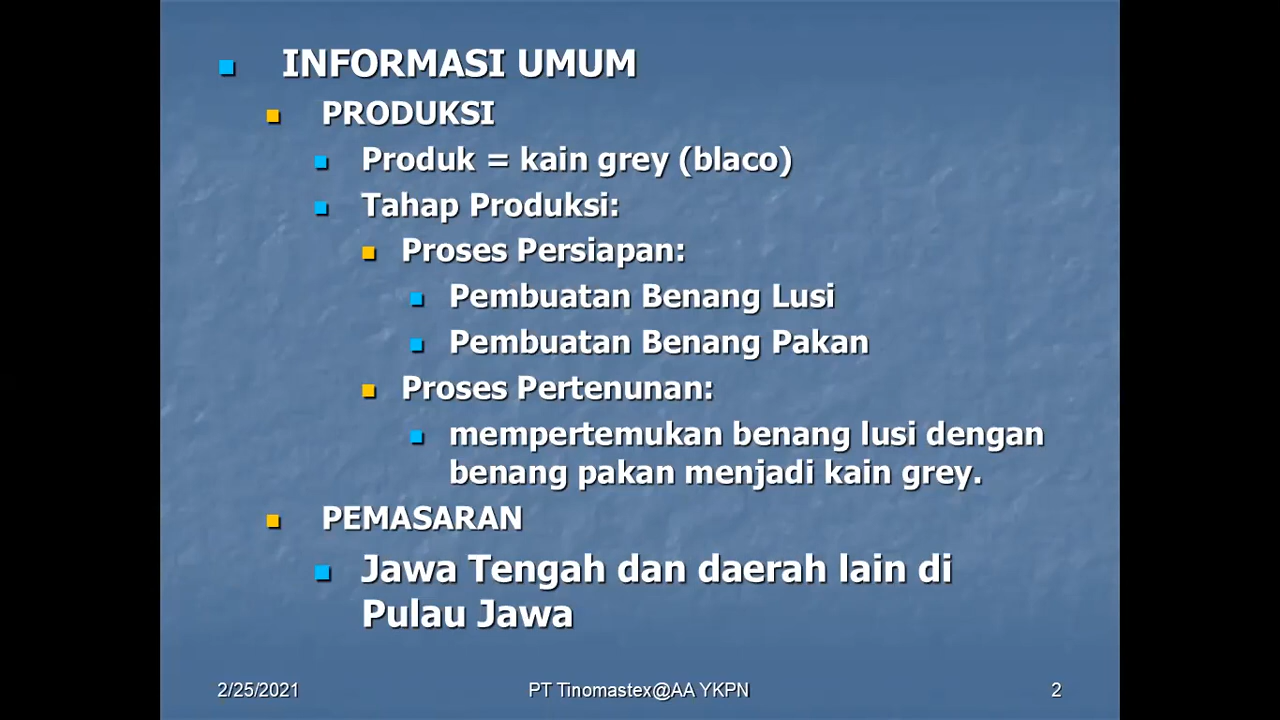 INFORMASI UMUM
PRODUKSI
Produk = kain grey (blaco)
Tahap Produksi:
Proses Persiapan:
Pembuatan Benang Lusi
Pembuatan Benang Pakan
Proses Pertenunan:
mempertemukan benang lusi dengan
benang pakan menjadi kain grey.
PEMASARAN
Jawa Tengah dan daerah lain di
Pulau Jawa
2/25/2021
PT Tinomastex@AA YKPN
2